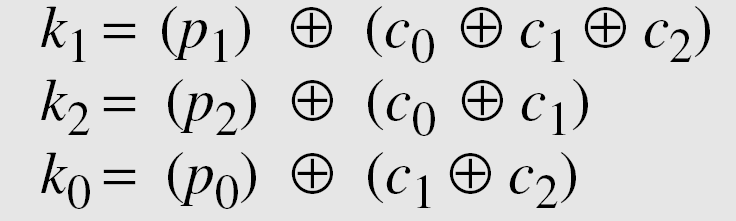 k₁ = (p₁) ⊕ (c₀ ⊕ c₁ ⊕ c₂)
k₂ = (p₂) ⊕ (c₀ ⊕ c₁)
k₀ = (p₀) ⊕ (c₁ ⊕ c₂)